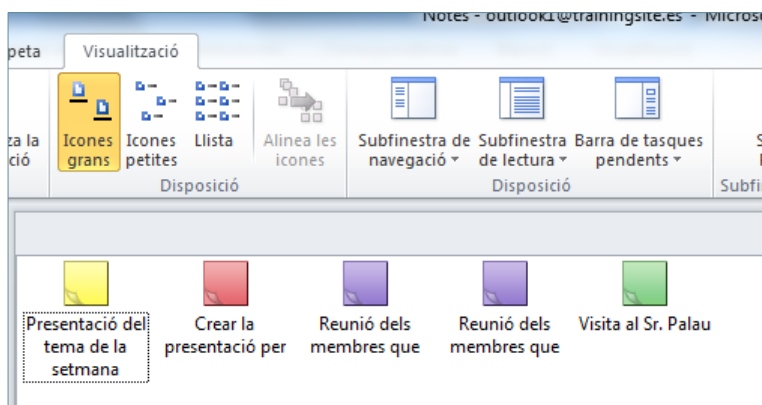 Notes - outlook1@trainingsite.es - Microso
peta Visualització
za la
ció
Icones
grans
Icones
petites
Llista
Alinea les
icones
Subfinestra de
navegació
Subfinestra
de lectura
Barra de tasques
pendents
Disposició
Disposició
Subfi
Presentació del
tema de la
setmana
Crear la
presentació per
Reunió dels
membres que
Reunió dels
membres que
Visita al Sr. Palau